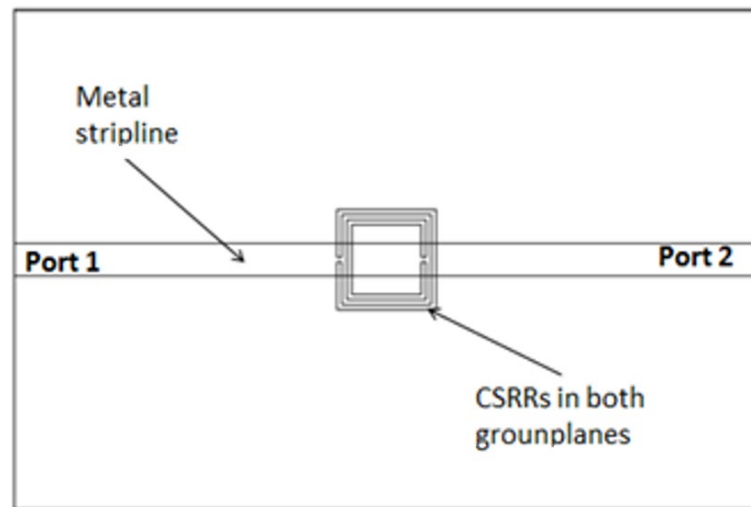 Metal
stripline
Port 1
Port 2
CSRRs in both
grounplanes